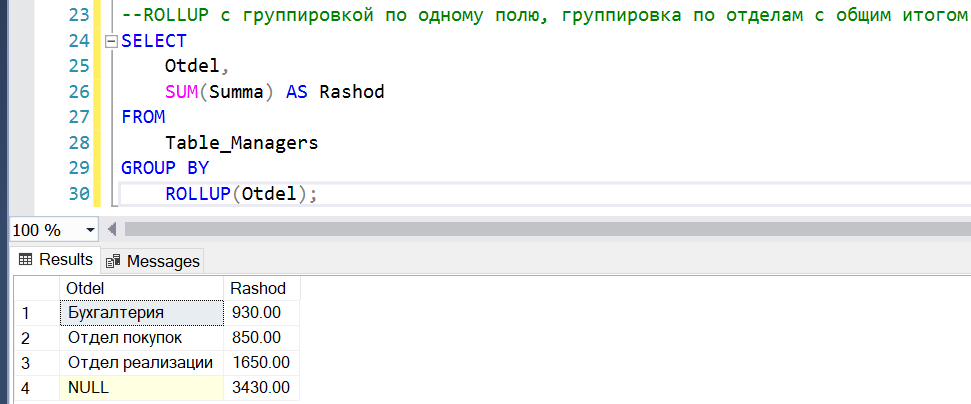 23 --ROLLUP с группировкой по одному полю, группировка по отделам с общим итогом
24 SELECT
25 Otdel,
26 SUM(Summa) AS Rashod
27 FROM
28 Table_Managers
29 GROUP BY
30 ROLLUP(Otdel);
100 %
Results Messages
Otdel Rashod
1 Бухгалтерия 930.00
2 Отдел покупок 850.00
3 Отдел реализации 1650.00
4 NULL 3430.00